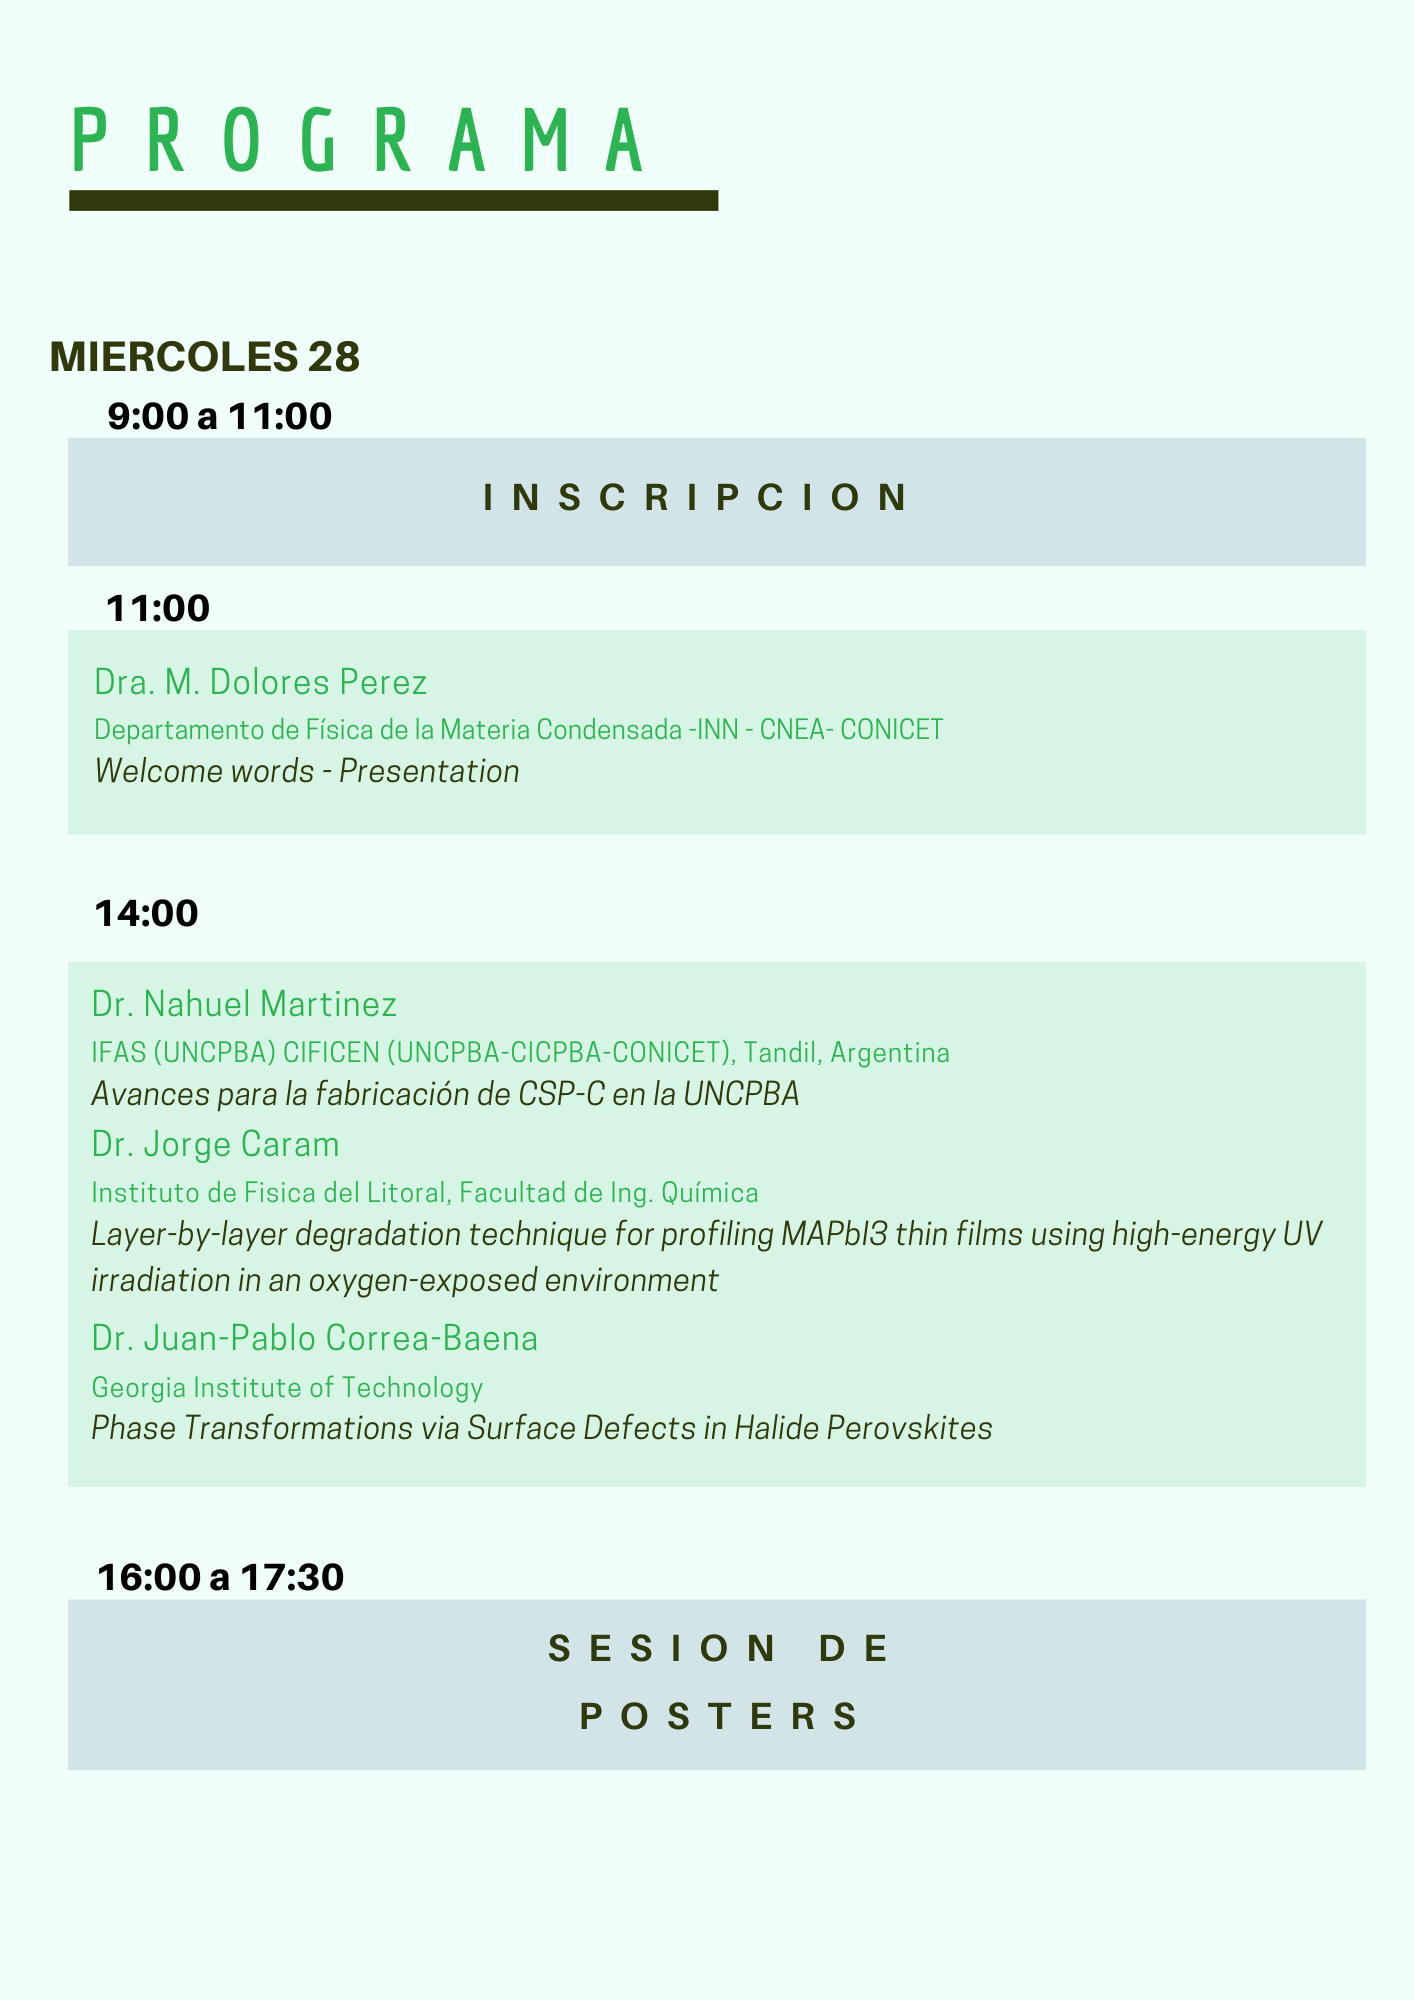 PROGRAMA
MIERCOLES 28
9:00 a 11:00
INSCRIPCION
11:00
Dra. M. Dolores Perez
Departamento de Física de la Materia Condensada -INN - CNEA- CONICET
Welcome words - Presentation
14:00
Dr. Nahuel Martinez
IFAS (UNCPBA) CIFICEN (UNCPBA-CICPBA-CONICET), Tandil, Argentina
Avances para la fabricación de CSP-C en la UNCPBA
Dr. Jorge Caram
Instituto de Fisica del Litoral, Facultad de Ing. Química
Layer-by-layer degradation technique for profiling MAPbI3 thin films using high-energy UV
irradiation in an oxygen-exposed environment
Dr. Juan-Pablo Correa-Baena
Georgia Institute of Technology
Phase Transformations via Surface Defects in Halide Perovskites
16:00 a 17:30
SESION DE
POSTERS